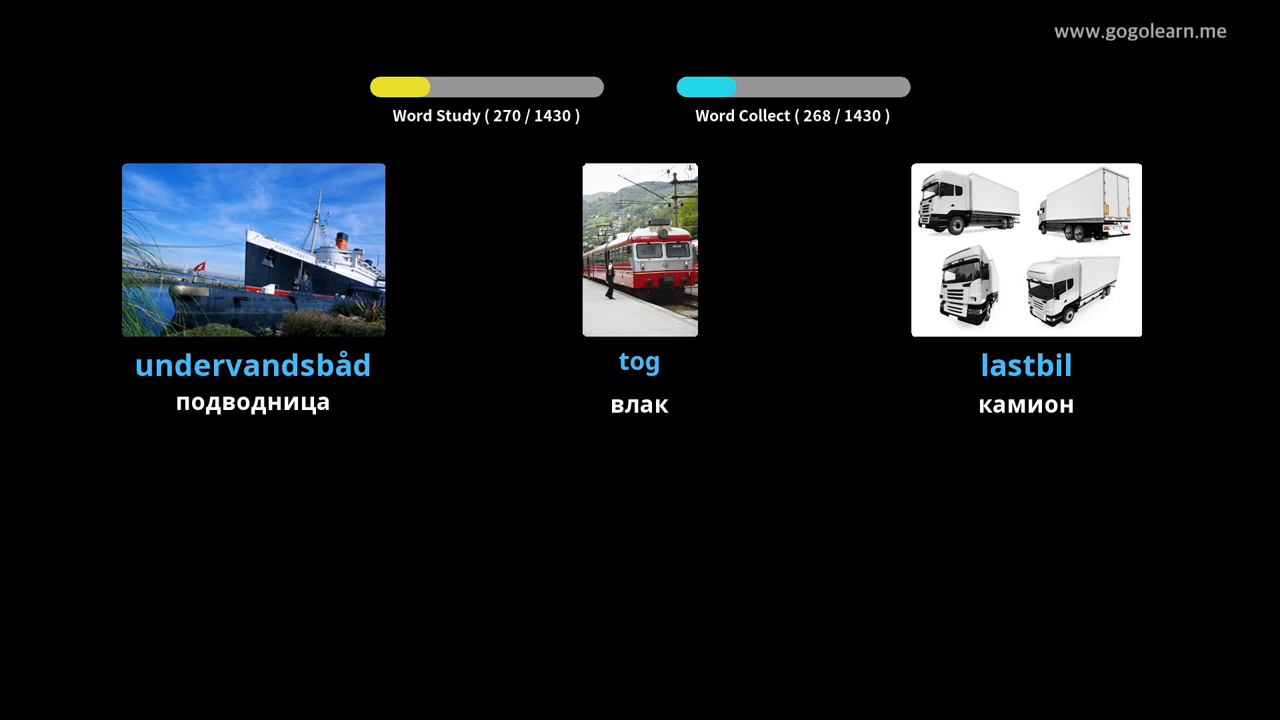 www.gogolearn.me
Word Study ( 270 / 1430 )
Word Collect ( 268 / 1430 )
undervandsbåd
tog
lastbil
подводница
влак
камион